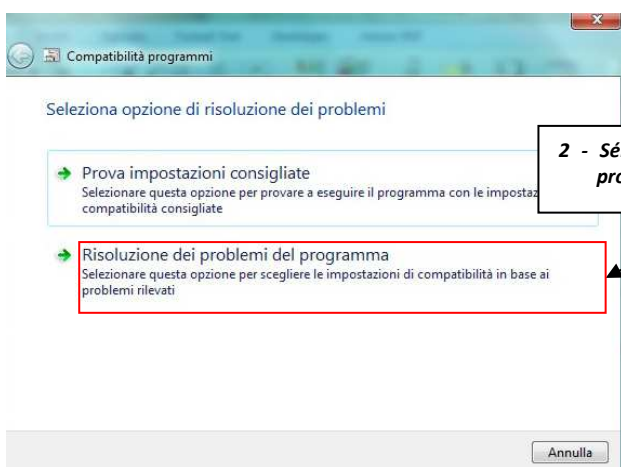 Compatibilità programmi
Seleziona opzione di risoluzione dei problemi
2 - Sé
Prova impostazioni consigliate
Selezionare questa opzione per provare a eseguire il programma con le impostaz
compatibilità consigliate
Risoluzione dei problemi del programma
Selezionare questa opzione per scegliere le impostazioni di compatibilità in base ai
problemi rilevati
Annulla